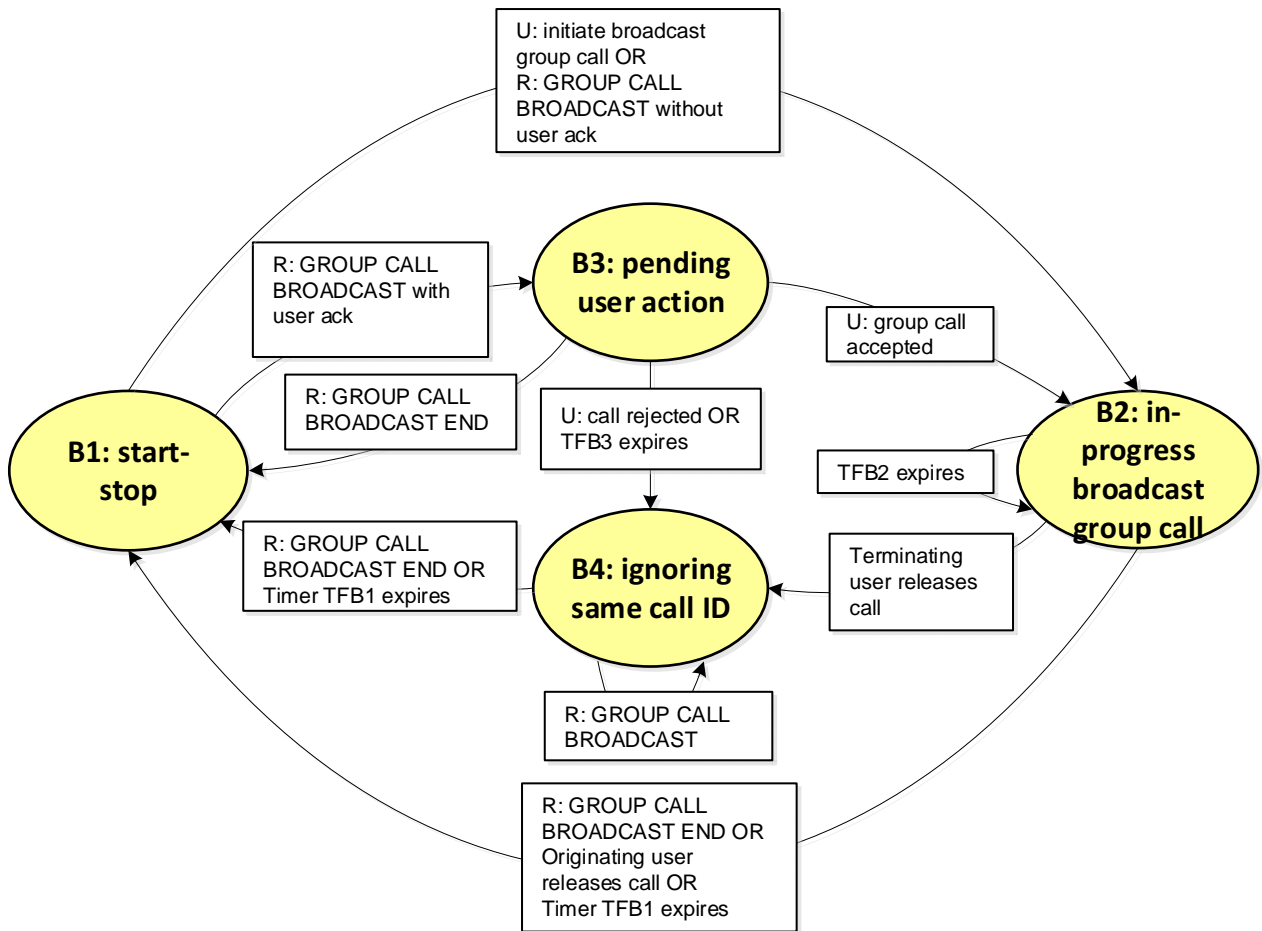 U: initiate broadcast
group call OR
R: GROUP CALL
BROADCAST without
user ack
B3: pending
user action
R: GROUP CALL
BROADCAST with
user ack
U: group call
accepted
R: GROUP CALL
BROADCAST END
U: call rejected OR
TFB3 expires
B1: start-
stop
B2: in-
progress
broadcast
group call
TFB2 expires
R: GROUP CALL
BROADCAST END OR
Timer TFB1 expires
B4: ignoring
same call ID
Terminating
user releases
call
R: GROUP CALL
BROADCAST
R: GROUP CALL
BROADCAST END OR
Originating user
releases call OR
Timer TFB1 expires